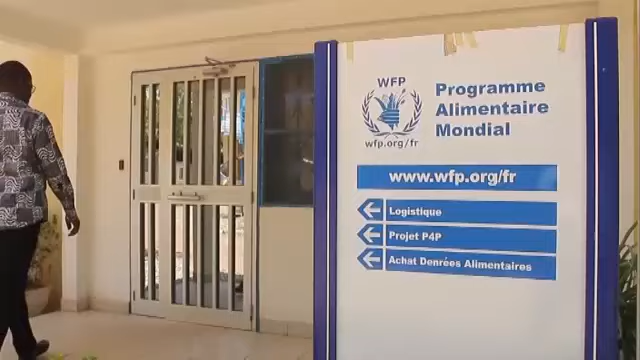 WFP
wfp.org/fr
Programme
Alimentaire
Mondial
www.wfp.org/fr
Logistique
Projet P4P
Achat Denrées Alimentaires